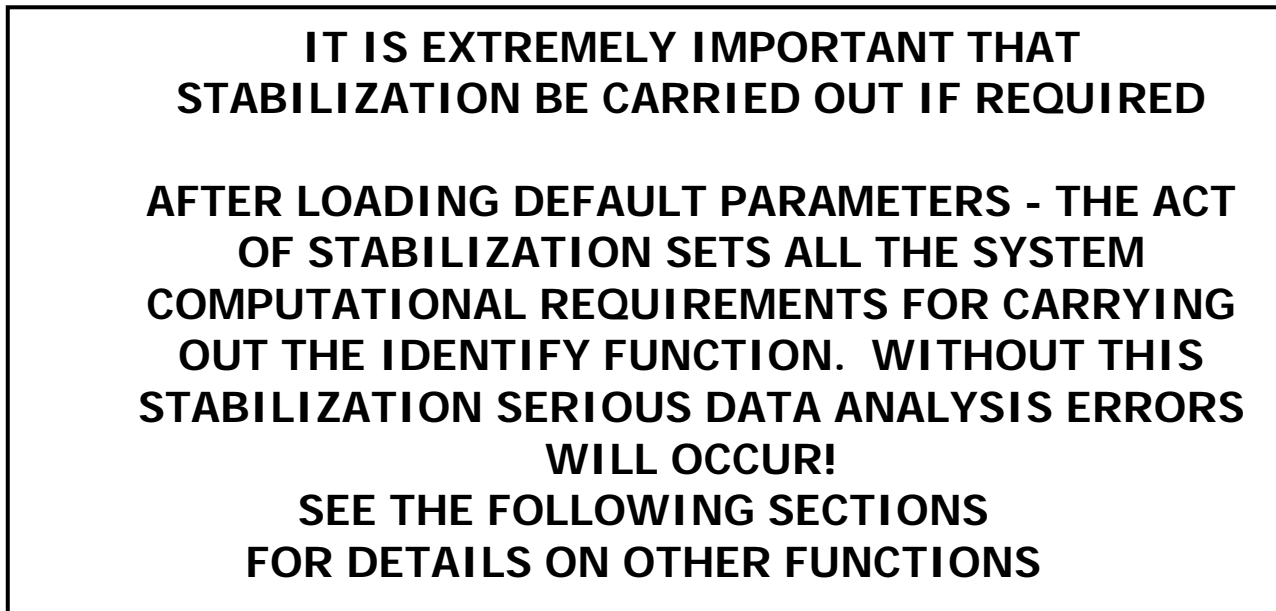 IT IS EXTREMELY IMPORTANT THAT
STABILIZATION BE CARRIED OUT IF REQUIRED
AFTER LOADING DEFAULT PARAMETERS - THE ACT
OF STABILIZATION SETS ALL THE SYSTEM
COMPUTATIONAL REQUIREMENTS FOR CARRYING
OUT THE IDENTIFY FUNCTION. WITHOUT THIS
STABILIZATION SERIOUS DATA ANALYSIS ERRORS
WILL OCCUR!
SEE THE FOLLOWING SECTIONS
FOR DETAILS ON OTHER FUNCTIONS